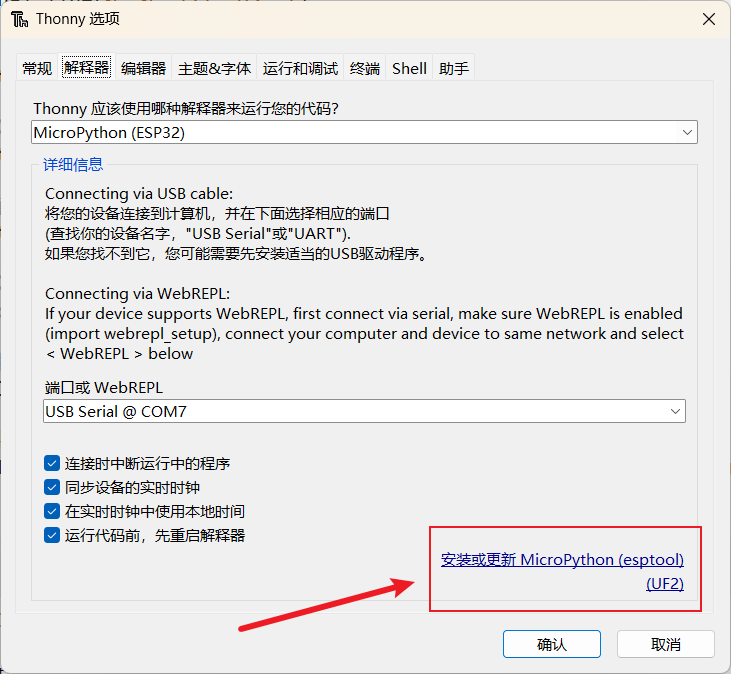 Thonny 选项
常规 解释器 编辑器 主题&字体 运行和调试 终端 Shell 助手
Thonny 应该使用哪种解释器来运行您的代码?
MicroPython (ESP32)
详细信息
Connecting via USB cable:
将您的设备连接到计算机，并在下面选择相应的端口
(查找你的设备名字，"USB Serial"或"UART").
如果您找不到它，您可能需要先安装适当的USB驱动程序。
Connecting via WebREPL:
If your device supports WebREPL, first connect via serial, make sure WebREPL is enabled
(import webrepl_setup), connect your computer and device to same network and select
< WebREPL > below
端口或 WebREPL
USB Serial @ COM7
连接时中断运行中的程序
同步设备的实时时钟
在实时时钟中使用本地时间
运行代码前，先重启解释器
安装或更新 MicroPython (esptool)
(UF2)
确认 取消